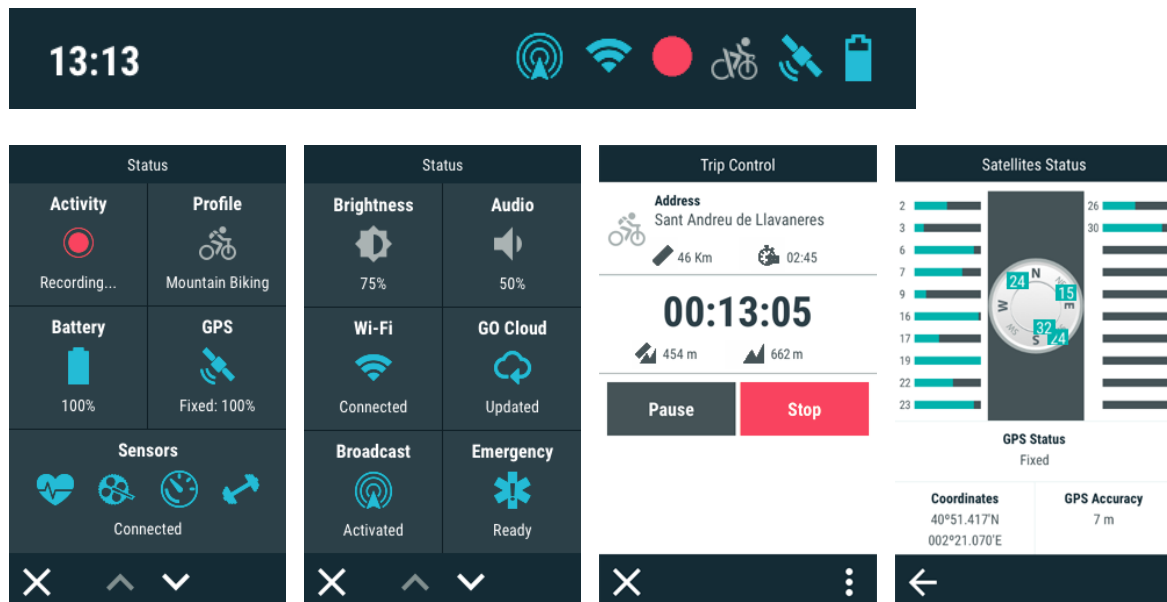 13:13
Status
Activity Profile
Recording... Mountain Biking
Battery GPS
100% Fixed: 100%
Sensors
Connected
Status
Brightness Audio
75% 50%
Wi-Fi GO Cloud
Connected Updated
Broadcast Emergency
Activated Ready
Trip Control
Address
Sant Andreu de Llavaneres
46 Km 02:45
00:13:05
454 m 662 m
Pause Stop
Satellites Status
2 26
3 30
6
7
9
16
17
19
22
23
N
24
15
E
W
SW
32
S
24
GPS Status
Fixed
Coordinates GPS Accuracy
40º51.417'N 7 m
002º21.070'E